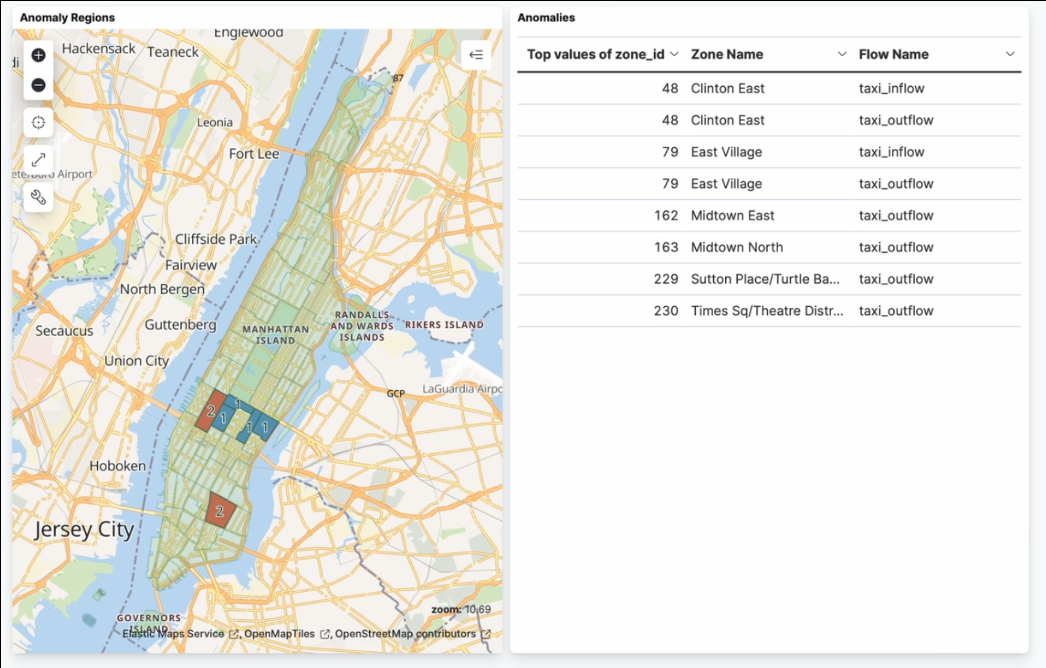 Anomaly Regions
Englewood
Hackensack
Teaneck
di
87
Leonia
Fort Lee
eterboro Airport
Cliffside Park
Fairview
North Bergen
Guttenberg
Secaucus
Union City
MANHATTAN
ISLAND
RANDALLS
AND WARDS
ISLANDS
RIKERS ISLAND
LaGuardia Airpo
GCP
2
1
1
1
1
Hoboken
2
Jersey City
zoom: 10.69
GOVERNORS
ISLAND
Elastic Maps Service , OpenMapTiles , OpenStreetMap contributors
Anomalies
Top values of zone_id Zone Name Flow Name
48 Clinton East taxi_inflow
48 Clinton East taxi_outflow
79 East Village taxi_inflow
79 East Village taxi_outflow
162 Midtown East taxi_outflow
163 Midtown North taxi_outflow
229 Sutton Place/Turtle Ba... taxi_outflow
230 Times Sq/Theatre Distr... taxi_outflow